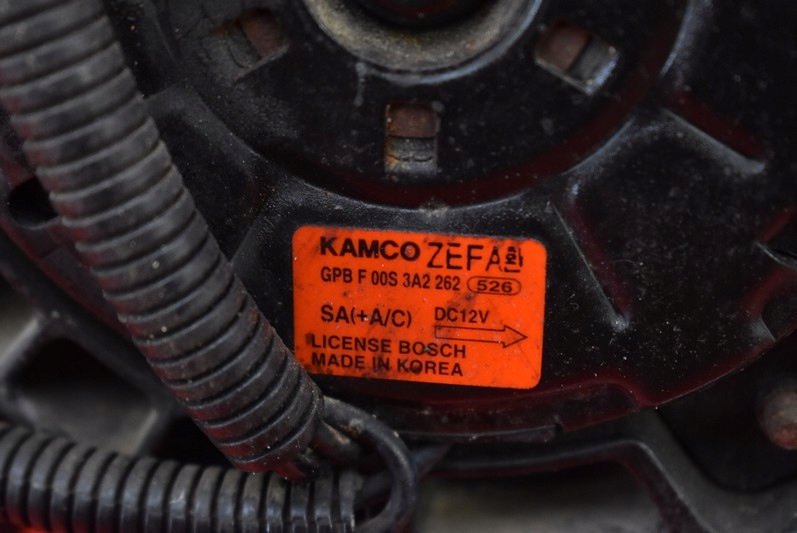 KAMCO ZEFA
GPB F 00S 3A2 262 526
SA(+A/C) DC12V
LICENSE BOSCH
MADE IN KOREA